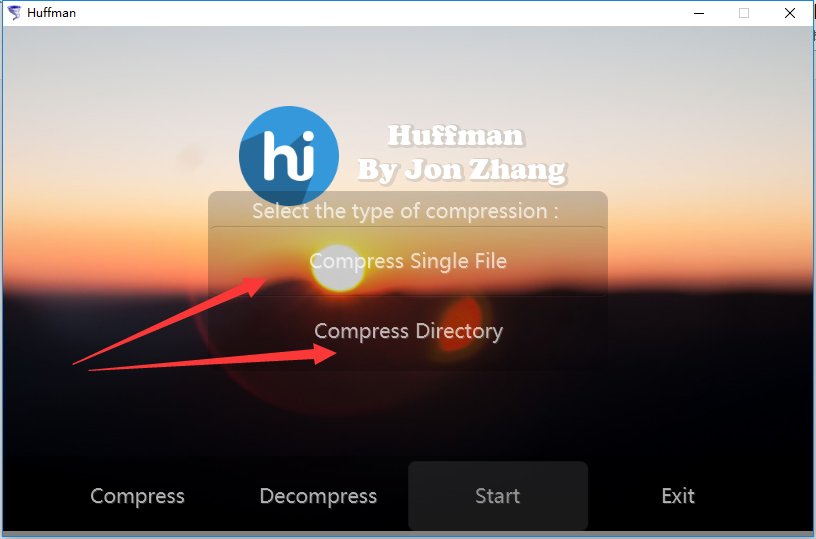 Huffman
hi
Huffman
By Jon Zhang
Select the type of compression :
Compress Single File
Compress Directory
Compress
Decompress
Start
Exit